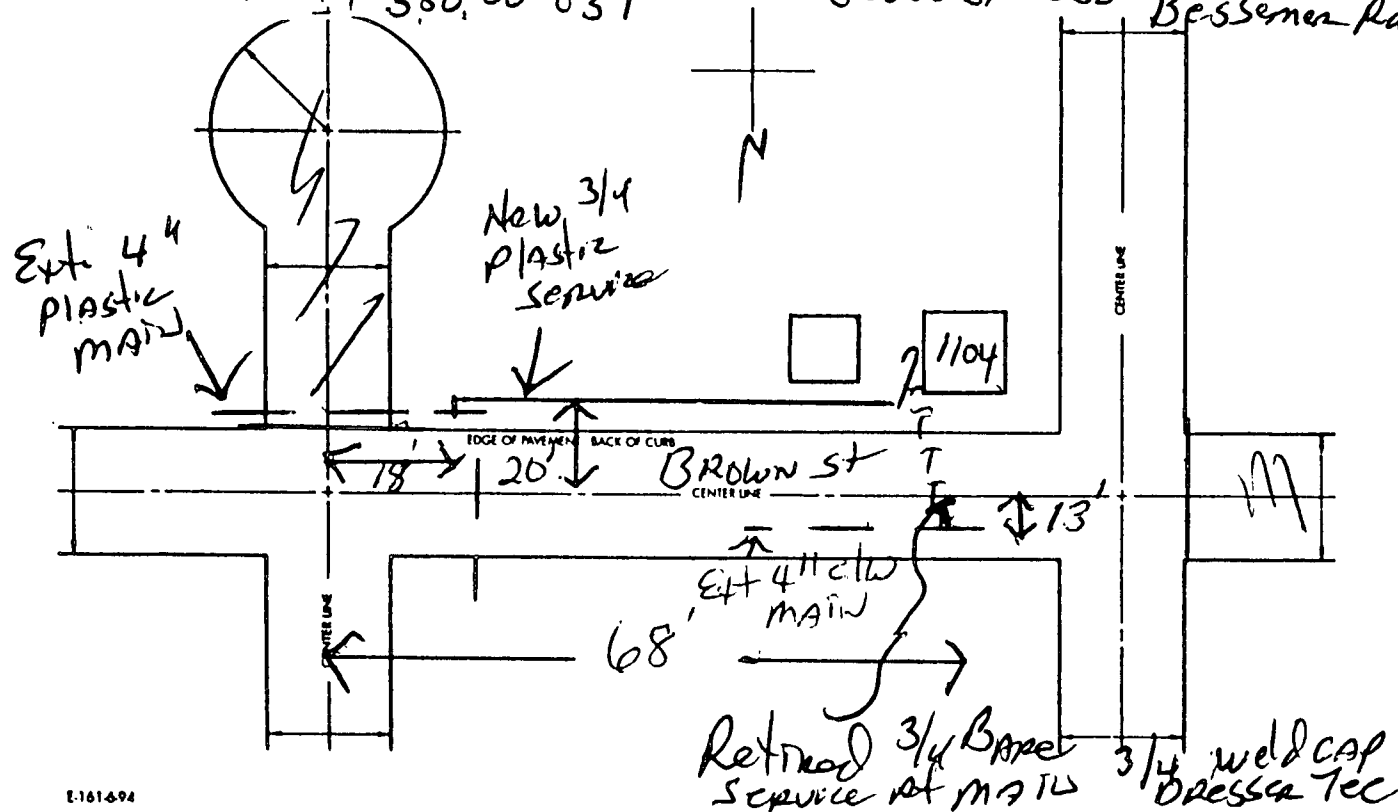 Bessemer Rd
N
Ext. 4"
Plastic
MAIN
New 3/4
Plastic
Service
CENTER LINE
1104
EDGE OF PAVEMENT BACK OF CURB
18'
20'
BROWN St
CENTER LINE
13'
Ext 4" c/w
MAIN
CENTER LINE
68'
Retired 3/4 BARE
Service At MAIN
3/4 weld CAP
DRESSER Tee
E-161-6-94